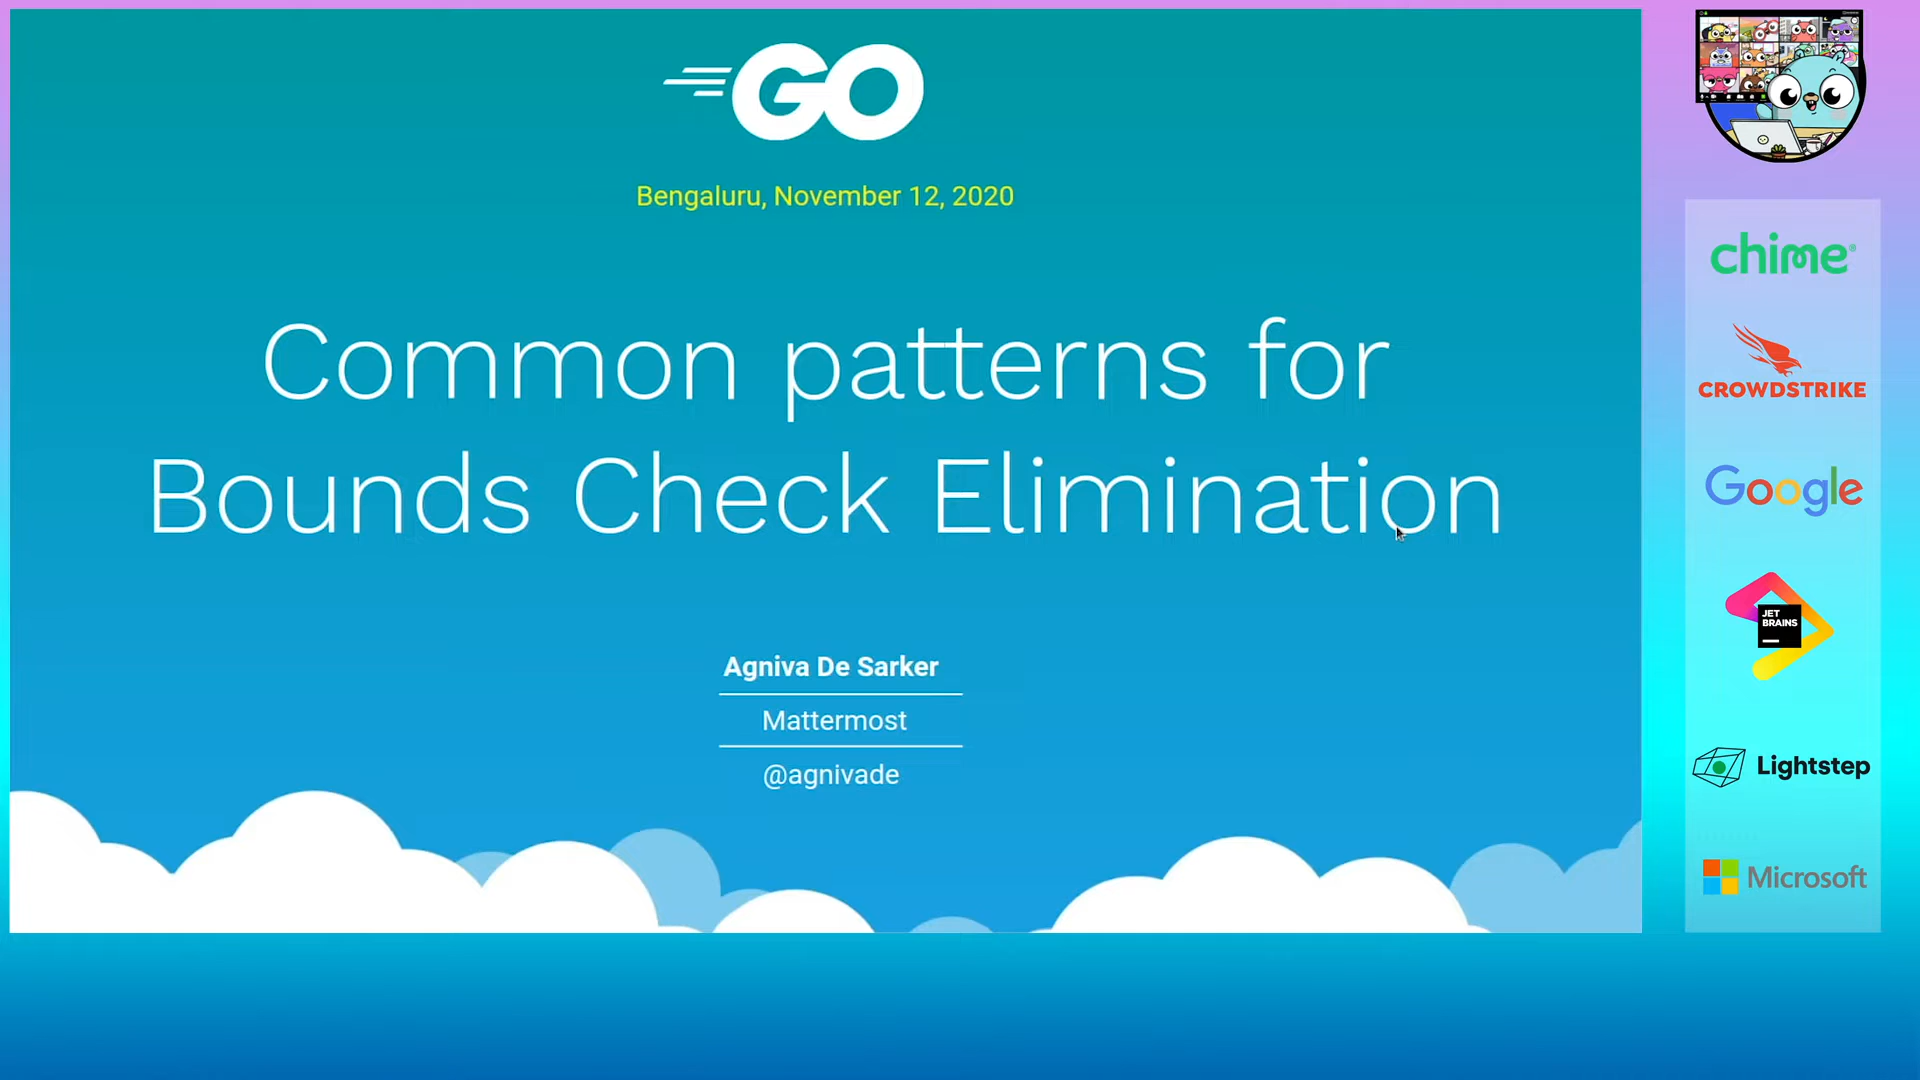 GO
Bengaluru, November 12, 2020
Common patterns for
Bounds Check Elimination
Agniva De Sarker
Mattermost
@agnivade
chime®
CROWDSTRIKE
Google
JET
BRAINS
Lightstep
Microsoft